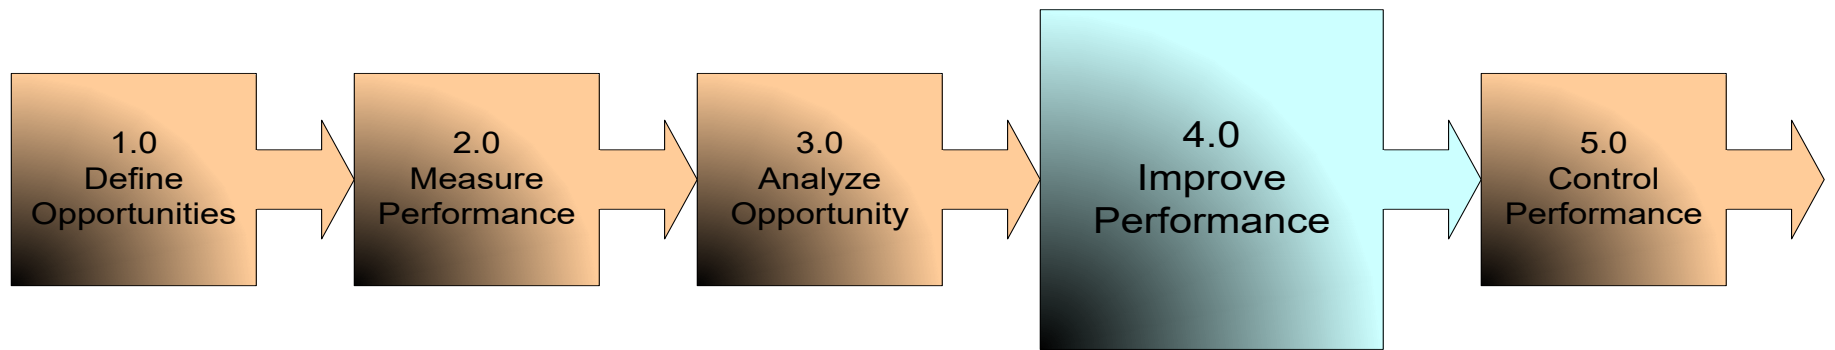 1.0
Define
Opportunities
2.0
Measure
Performance
3.0
Analyze
Opportunity
4.0
Improve
Performance
5.0
Control
Performance